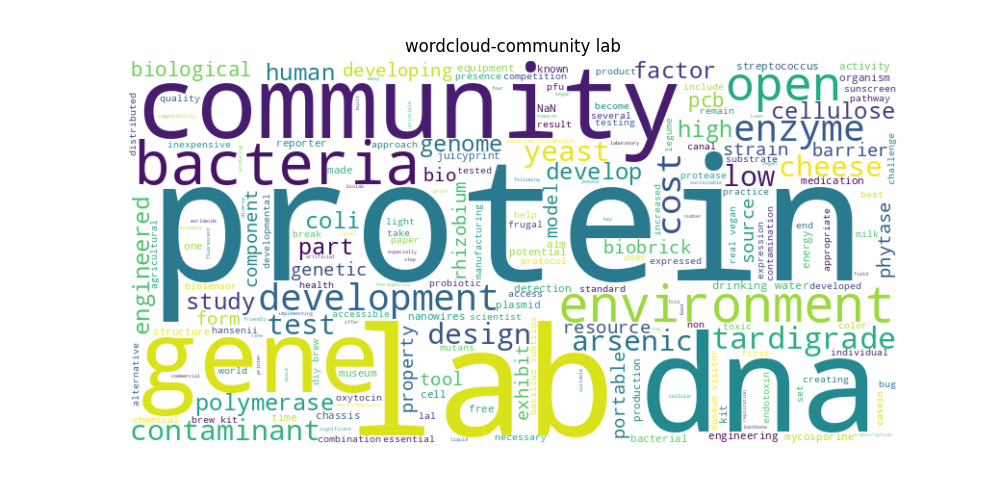 wordcloud-community lab
biological
human
developing
equipment
presence
competition
known
product
factor
streptococcus
activity
organism
sunscreen
pathway
community
open
include
pcb
remain
cellulose
distributed
quality
NaN
pfu
become
several
result
testing
high
enzyme
legume
canal
barrier
challenge
inexpensive
reporter
approach
genome
juicyprint
yeast
strain
substrate
bacteria
made
bio
tested
develop
protease
low
cheese
practice
medication
best
cost
increased
protein
engineered
agricultural
component
developmental
coli
break
light
take
paper
rhizobium
manufacturing
model
help
frugal
aim
potential
protocol
biobrick
user
expressed
source
real vegan
expression
contamination
end
energy
appropriate
milk
phytase
one
part
genetic
health
biosensor
probiotic
detection
standard
drinking water
developed
study
development
access
plasmid
environment
form
hansenii
structure
test
accessible
nanowires
scientist
design
resource
non
toxic
arsenic
color
tardigrade
individual
alternative
world
diy brew
museum
property
mutans
tool
cell
exhibit
bacillus subtilis
portable
production
first
museum visitor
kit
endotoxin
set
creating
bug
casein
gene
lab
dna
polymerase
oxytocin
chassis
time
lal
free
chemical
brew kit
contaminant
combination
essential
necessary
bacterial
engineering
mycosporine